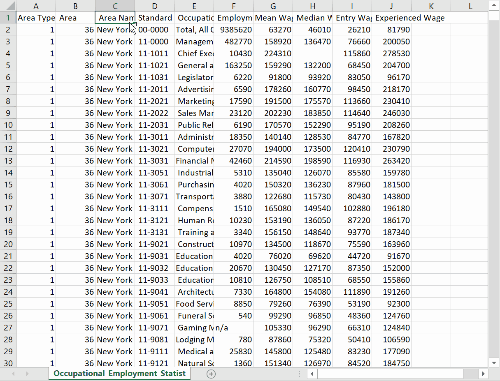 A B C D E F G H I J K L
1 Area Type Area Area Nam Standard Occupatic Employm Mean Wag Median W Entry Wag Experienced Wage
2 1 36 New York 00-0000 Total, All O 9385620 63270 46010 26210 81790
3 1 36 New York 11-0000 Managem 482770 158920 136470 76660 200050
4 1 36 New York 11-1011 Chief Exe 10430 224310 115860 278530
5 1 36 New York 11-1021 General a 163250 159290 132200 68450 204700
6 1 36 New York 11-1031 Legislator 6220 91800 93920 83050 96170
7 1 36 New York 11-2011 Advertisir 6590 178260 160770 98450 218170
8 1 36 New York 11-2021 Marketing 17590 191500 175570 113660 230410
9 1 36 New York 11-2022 Sales Mar 23120 202230 183850 114640 246030
10 1 36 New York 11-2031 Public Rel 6190 170570 152290 95190 208260
11 1 36 New York 11-3011 Administr 18350 140140 128530 84770 167820
12 1 36 New York 11-3021 Computer 27070 194000 173500 120410 230790
13 1 36 New York 11-3031 Financial M 42460 214590 198590 116930 263420
14 1 36 New York 11-3051 Industrial 5310 135040 126070 85580 159780
15 1 36 New York 11-3061 Purchasin 4020 150320 136230 87960 181500
16 1 36 New York 11-3071 Transport 3880 122680 115730 80430 143800
17 1 36 New York 11-3111 Compens 1510 165080 149540 102880 196180
18 1 36 New York 11-3121 Human R 10230 153190 136050 87220 186170
19 1 36 New York 11-3131 Training a 3340 156150 148640 93770 187340
20 1 36 New York 11-9021 Construct 10970 134500 118670 75590 163960
21 1 36 New York 11-9031 Education 4020 76020 69620 44720 91670
22 1 36 New York 11-9032 Education 20670 130450 127170 87350 152000
23 1 36 New York 11-9033 Education 10810 126750 108510 68550 155860
24 1 36 New York 11-9041 Architectu 7330 164800 154080 111890 191260
25 1 36 New York 11-9051 Food Servi 8850 79260 76390 53190 92300
26 1 36 New York 11-9061 Funeral Se 540 99290 96850 48360 124760
27 1 36 New York 11-9071 Gaming M n/a 105330 96290 66310 124840
28 1 36 New York 11-9081 Lodging M 780 87860 75320 50410 106590
29 1 36 New York 11-9111 Medical a 25830 145800 125480 83230 177090
30 1 36 New York 11-9121 Natural Sc 1360 151340 126970 84520 184750
Occupational Employment Statist